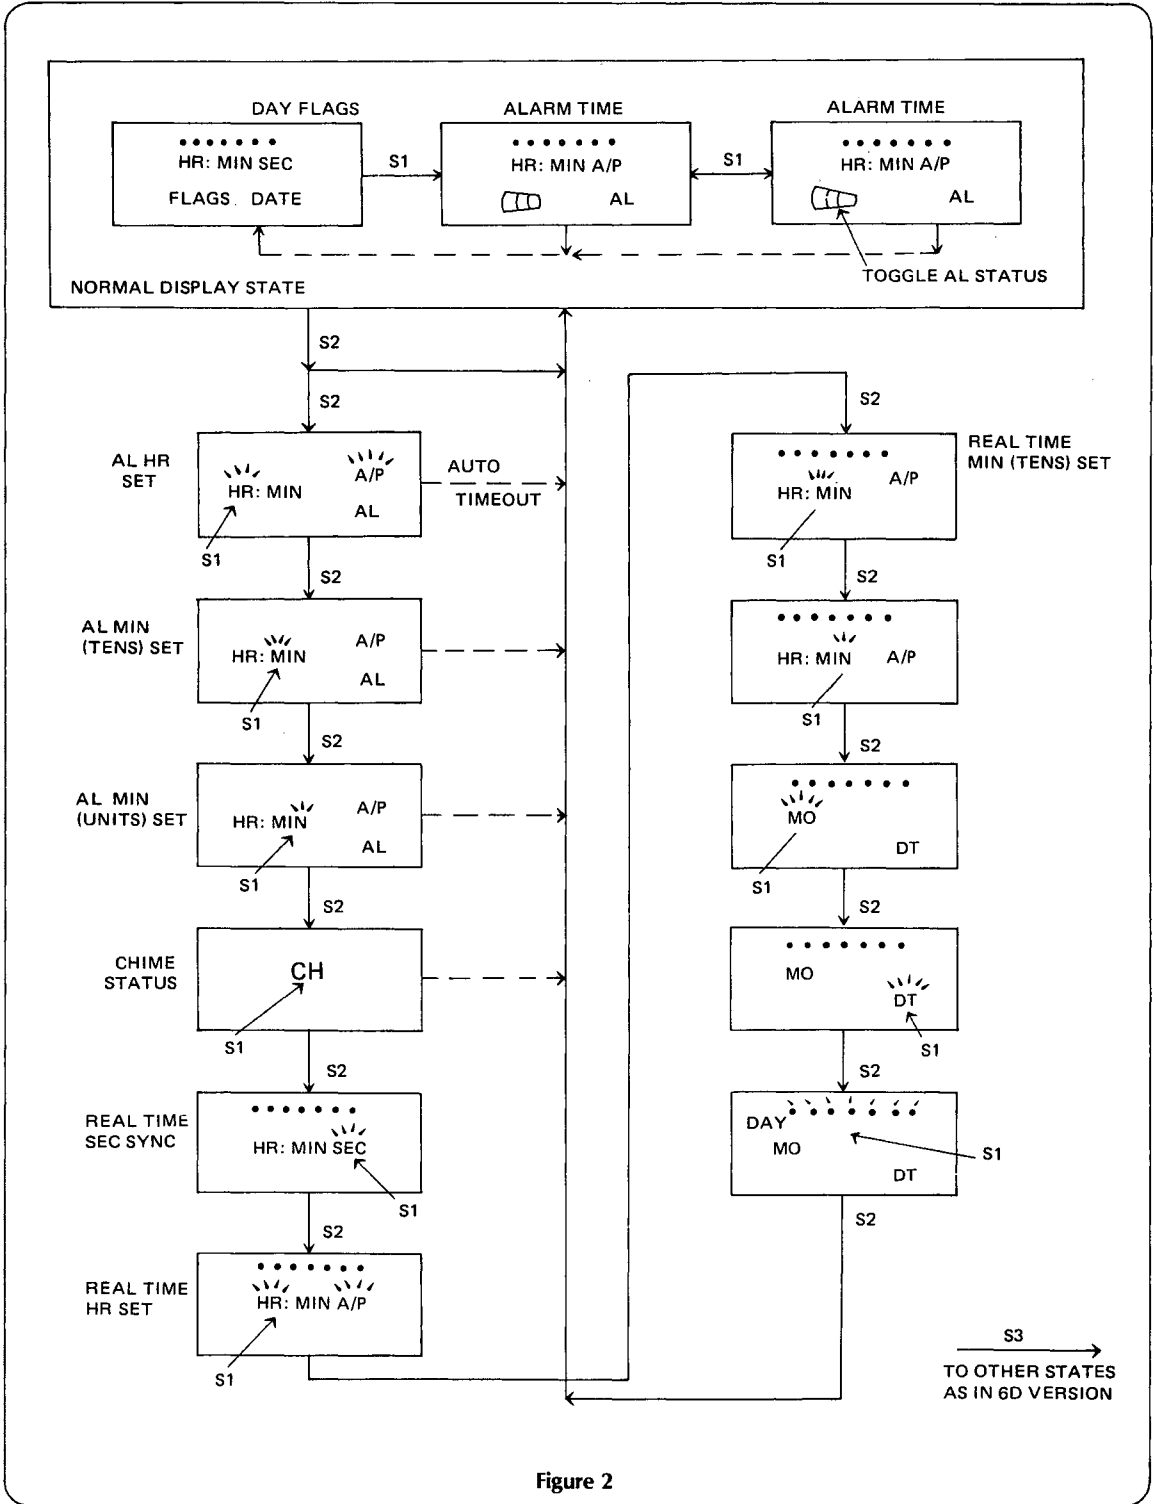 DAY FLAGS
HR: MIN SEC
FLAGS DATE
S1
ALARM TIME
HR: MIN A/P
AL
S1
ALARM TIME
HR: MIN A/P
AL
TOGGLE AL STATUS
NORMAL DISPLAY STATE
S2
S2
AL HR
SET
HR: MIN
A/P
AL
S1
AUTO
TIMEOUT
S2
AL MIN
(TENS) SET
HR: MIN
A/P
AL
S1
S2
AL MIN
(UNITS) SET
HR: MIN
A/P
AL
S1
S2
CHIME
STATUS
CH
S1
S2
REAL TIME
SEC SYNC
HR: MIN SEC
S1
S2
REAL TIME
HR SET
HR: MIN A/P
S1
S2
REAL TIME
MIN (TENS) SET
HR: MIN
A/P
S1
S2
HR: MIN
A/P
S1
S2
MO
DT
S1
S2
MO
DT
S1
S2
DAY
MO
DT
S1
S2
S3
TO OTHER STATES
AS IN 6D VERSION
Figure 2